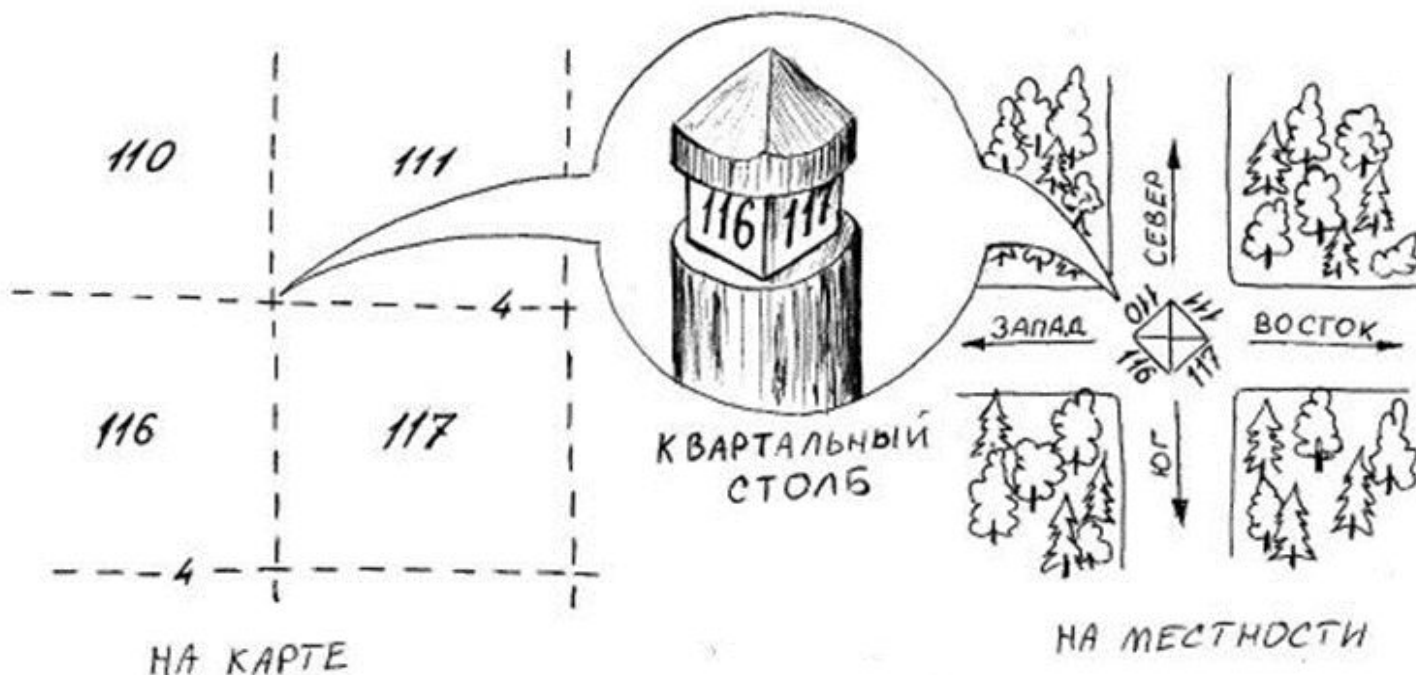 110
111
4
116
117
4
НА КАРТЕ
116 117
КВАРТАЛЬНЫЙ
СТОЛБ
СЕВЕР
110 111
ЗАПАД
ВОСТОК
116 117
ЮГ
НА МЕСТНОСТИ